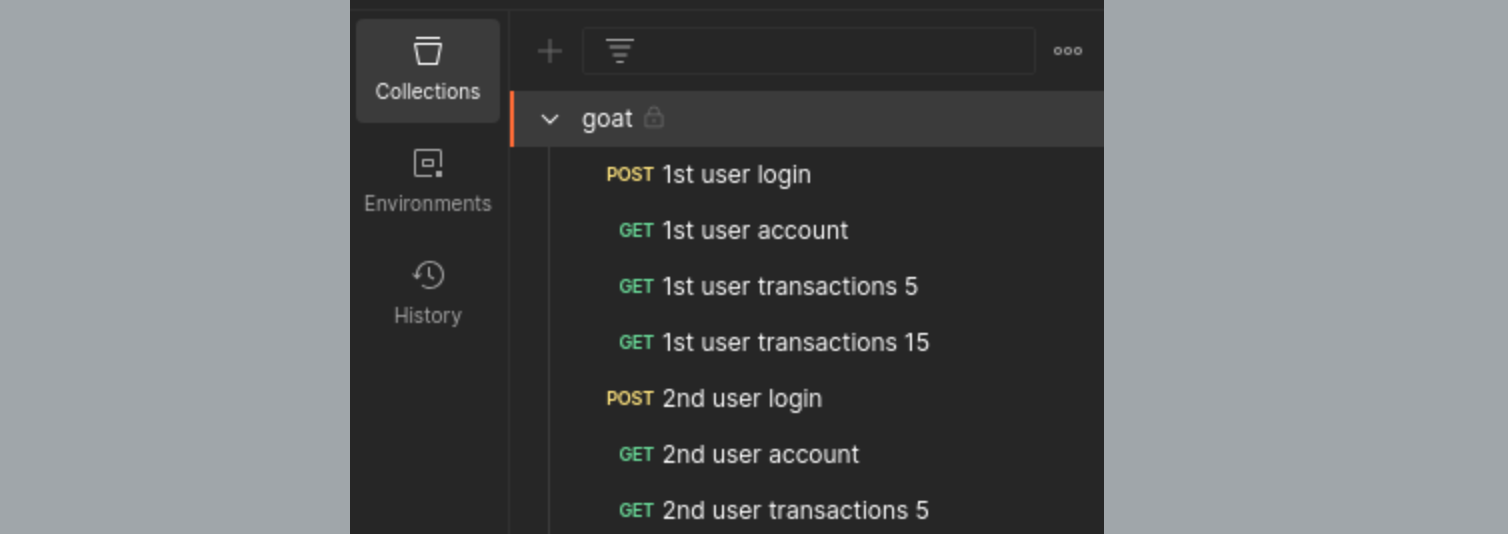 Collections
Environments
History
goat
POST 1st user login
GET 1st user account
GET 1st user transactions 5
GET 1st user transactions 15
POST 2nd user login
GET 2nd user account
GET 2nd user transactions 5